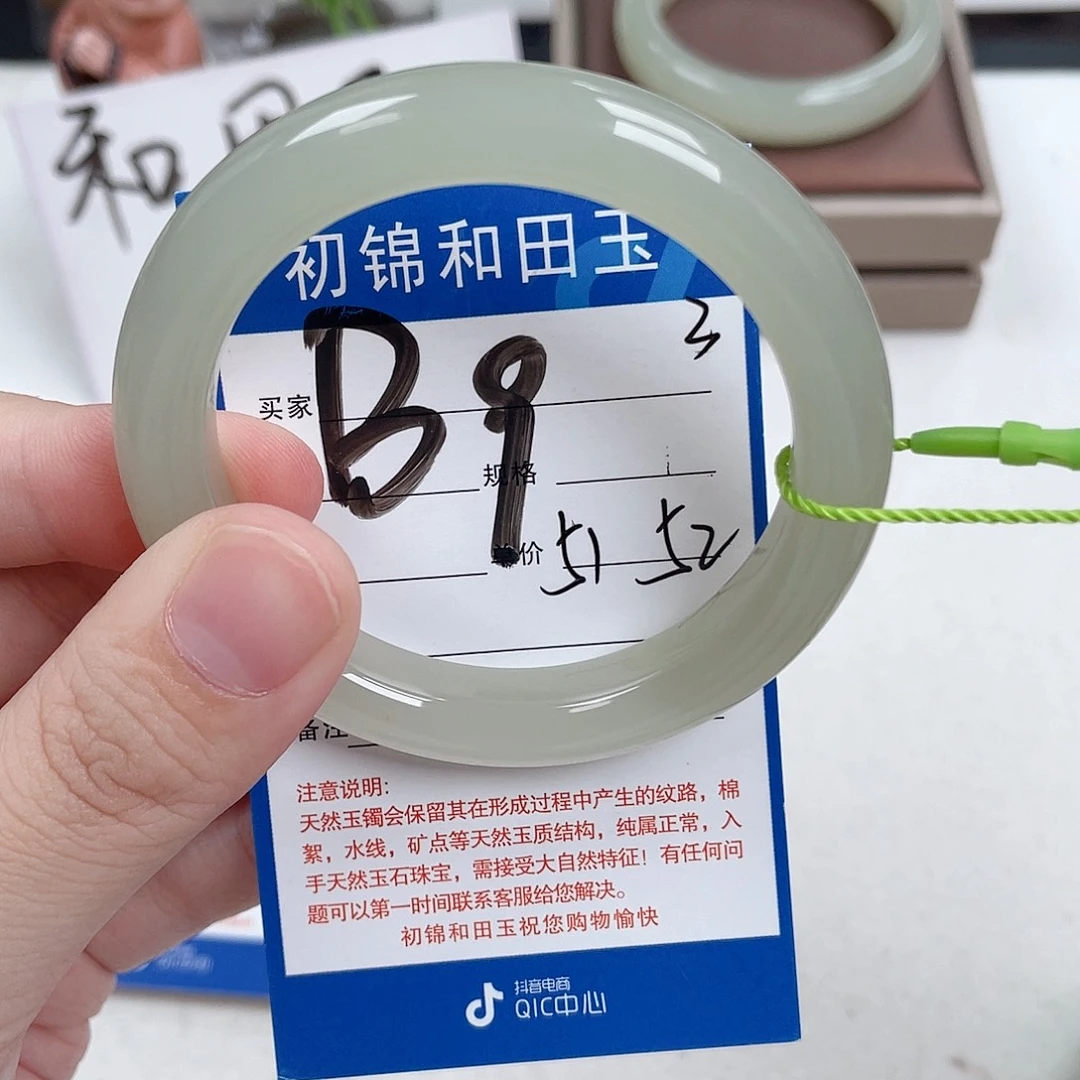 和田
初锦和田玉
3
买家 B9
规格
单价 51 52
备注
注意说明:
天然玉镯会保留其在形成过程中产生的纹路，棉
絮，水线，矿点等天然玉质结构，纯属正常，入
手天然玉石珠宝，需接受大自然特征！有任何问
题可以第一时间联系客服给您解决。
初锦和田玉祝您购物愉快
抖音电商
QIC中心